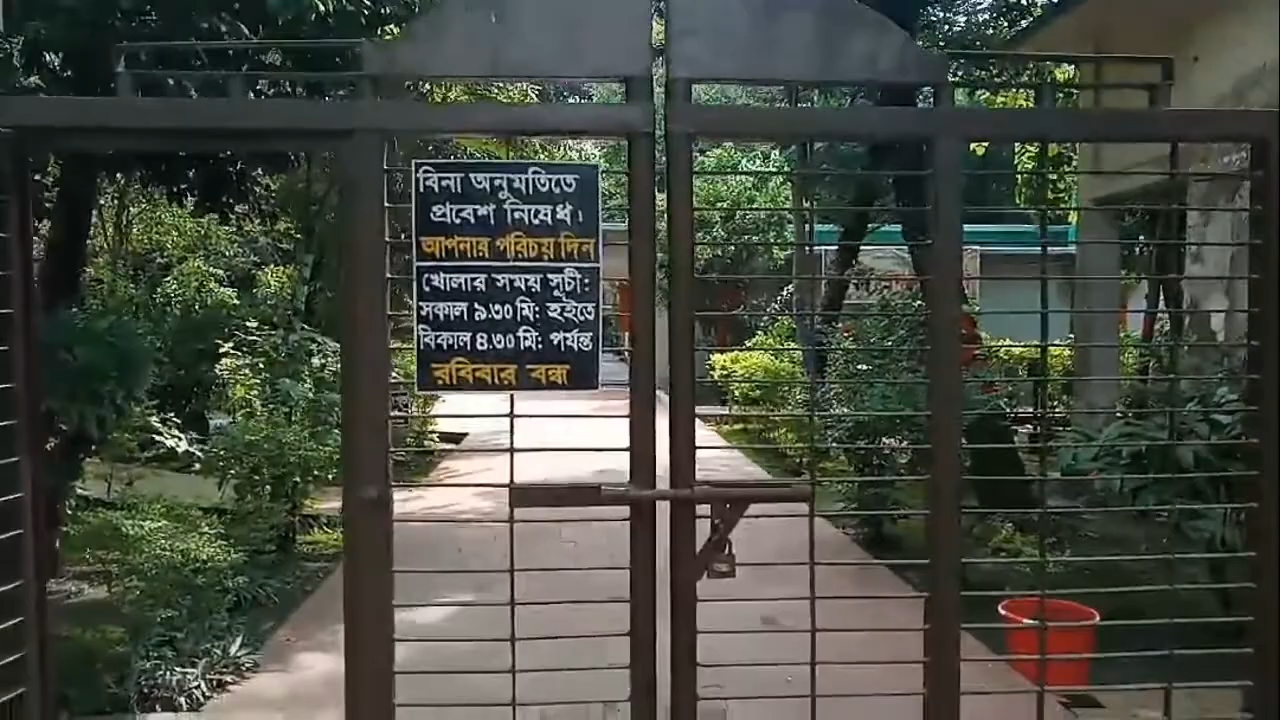 বিনা অনুমতিতে
প্রবেশ নিষেধ।
আপনার পরিচয় দিন
খোলার সময় সূচী:
সকাল ৯.৩০ মি: হইতে
বিকাল ৪.৩০ মি: পর্যন্ত
রবিবার বন্ধ